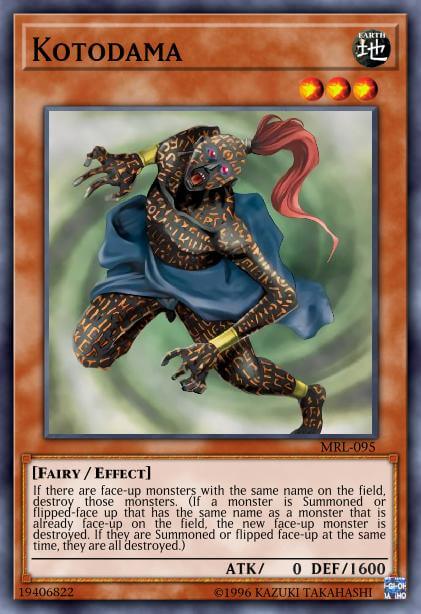 KOTODAMA
EARTH
地
MRL-095
[FAIRY / EFFECT]
If there are face-up monsters with the same name on the field,
destroy those monsters. (If a monster is Summoned or
flipped-face up that has the same name as a monster that
is already face-up on the field, the new face-up monster is
destroyed. If they are Summoned or flipped face up at the same
time, they are all destroyed.)
ATK/ 0 DEF/1600
19406822
©1996 KAZUKI TAKAHASHI